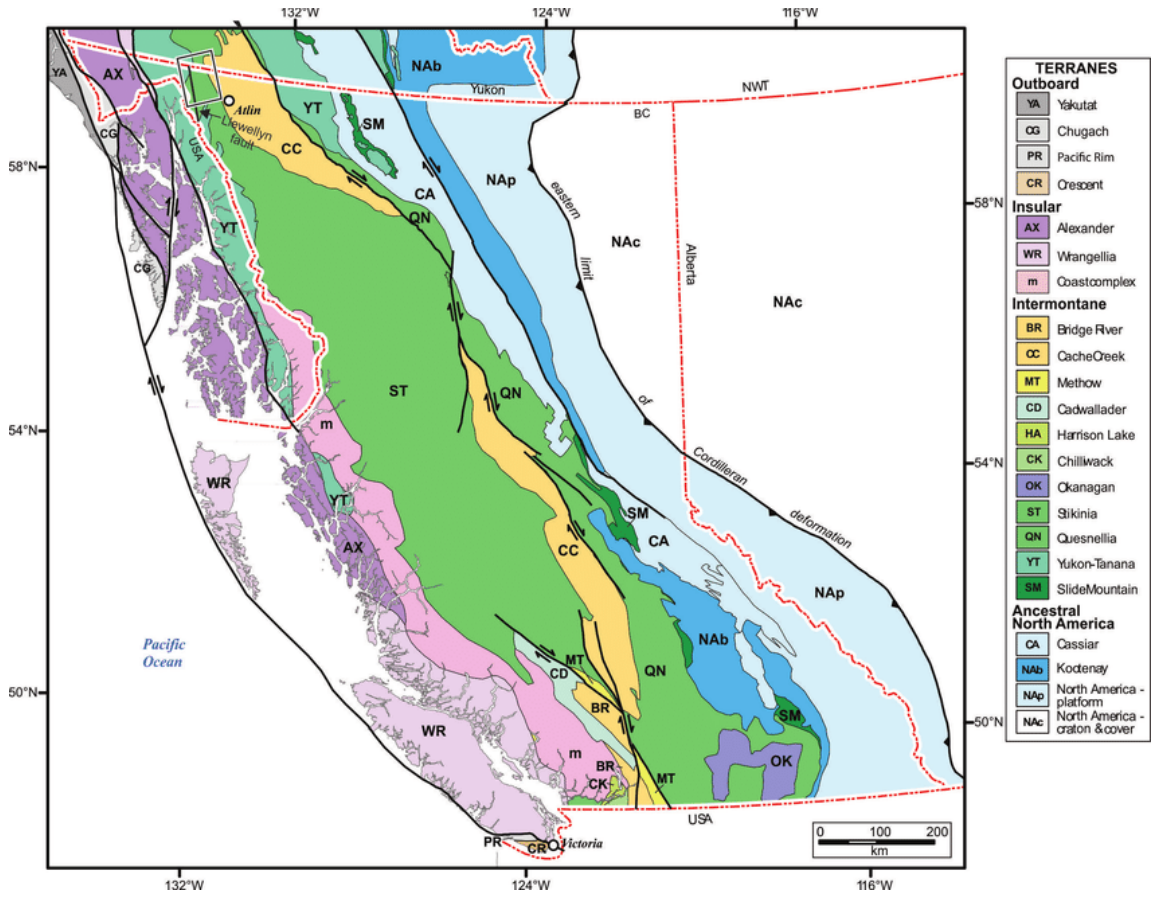 132°W
124°W
116°W
YA
AX
CG
Atlin
Llewellyn
fault
USA
YT
SM
CC
NAb
Yukon
NWT
BC
58°N
58°N
NAp
CA
QN
YT
CG
eastern
limit
of
Cordilleran
deformation
NAc
Alberta
NAc
ST
QN
m
54°N
54°N
WR
YT
AX
CC
SM
CA
NAp
NAb
Pacific
Ocean
MT
CD
QN
50°N
50°N
BR
SM
WR
m
OK
BR
CK
MT
USA
PR
CR
Victoria
0 100 200
km
132°W
124°W
116°W
TERRANES
Outboard
YA Yakutat
CG Chugach
PR Pacific Rim
CR Crescent
Insular
AX Alexander
WR Wrangellia
m Coastcomplex
Intermontane
BR Bridge River
CC CacheCreek
MT Methow
CD Cadwallader
HA Harrison Lake
CK Chilliwack
OK Okanagan
ST Stikinia
QN Quesnellia
YT Yukon-Tanana
SM SlideMountain
Ancestral
North America
CA Cassiar
NAb Kootenay
NAp North America -
platform
NAc North America -
craton & cover